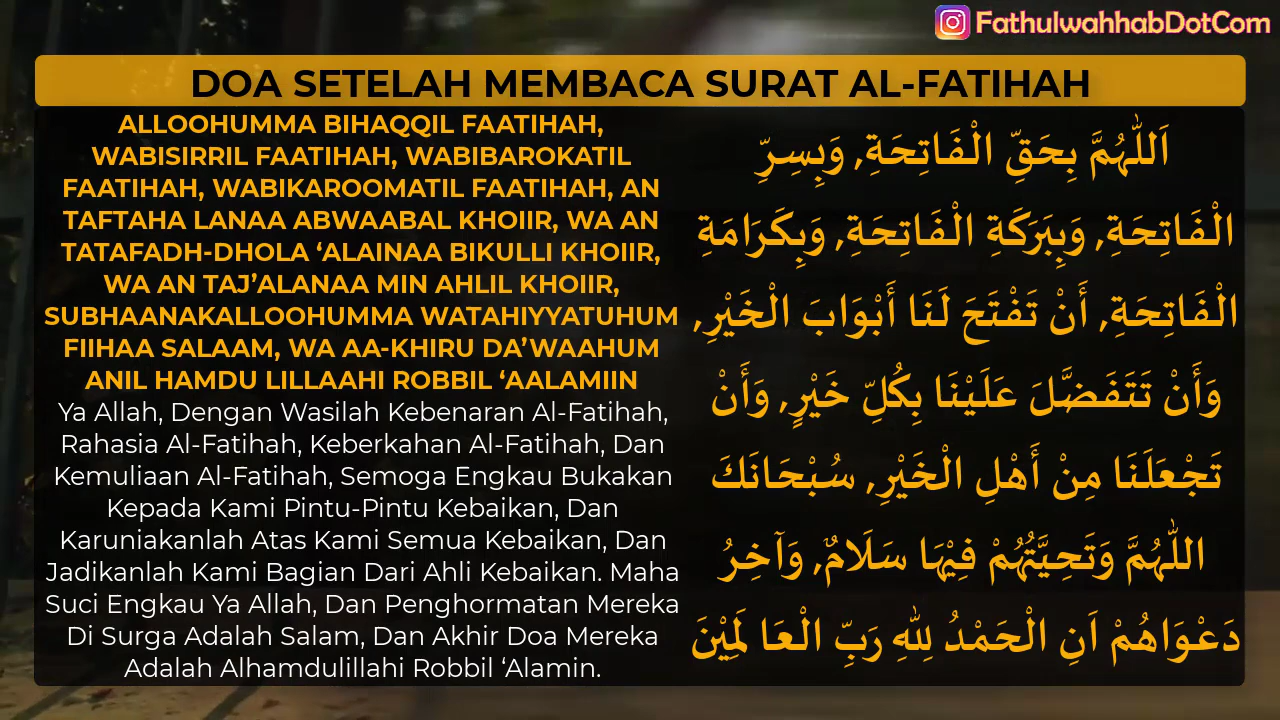 FathulwahhabDotCom
DOA SETELAH MEMBACA SURAT AL-FATIHAH
ALLOOHUMMA BIHAQQIL FAATIHAH,
WABISIRRIL FAATIHAH, WABIBAROKATIL
FAATIHAH, WABIKAROOMATIL FAATIHAH, AN
TAFTAHA LANAA ABWAABAL KHOIIR, WA AN
TATAFADH-DHOLA ‘ALAINAA BIKULLI KHOIIR,
WA AN TAJ’ALANAA MIN AHLIL KHOIIR,
SUBHAANAKALLOOHUMMA WATAHIYYATUHUM
FIIHAA SALAAM, WA AA-KHIRU DA’WAAHUM
ANIL HAMDU LILLAAHI ROBBIL ‘AALAMIIN
Ya Allah, Dengan Wasilah Kebenaran Al-Fatihah,
Rahasia Al-Fatihah, Keberkahan Al-Fatihah, Dan
Kemuliaan Al-Fatihah, Semoga Engkau Bukakan
Kepada Kami Pintu-Pintu Kebaikan, Dan
Karuniakanlah Atas Kami Semua Kebaikan, Dan
Jadikanlah Kami Bagian Dari Ahli Kebaikan. Maha
Suci Engkau Ya Allah, Dan Penghormatan Mereka
Di Surga Adalah Salam, Dan Akhir Doa Mereka
Adalah Alhamdulillahi Robbil ‘Alamin.
اَللّٰهُمَّ بِحَقِّ الْفَاتِحَةِ, وَبِسِرِّ
الْفَاتِحَةِ, وَبِبَرَكَةِ الْفَاتِحَةِ, وَبِكَرَامَةِ
الْفَاتِحَةِ, أَنْ تَفْتَحَ لَنَا أَبْوَابَ الْخَيْرِ,
وَأَنْ تَتَفَضَّلَ عَلَيْنَا بِكُلِّ خَيْرٍ, وَأَنْ
تَجْعَلَنَا مِنْ أَهْلِ الْخَيْرِ, سُبْحَانَكَ
اللّٰهُمَّ وَتَحِيَّتُهُمْ فِيْهَا سَلَامٌ, وَآخِرُ
دَعْوَاهُمْ اَنِ الْحَمْدُ لِلّٰهِ رَبِّ الْعَا لَمِيْنَ